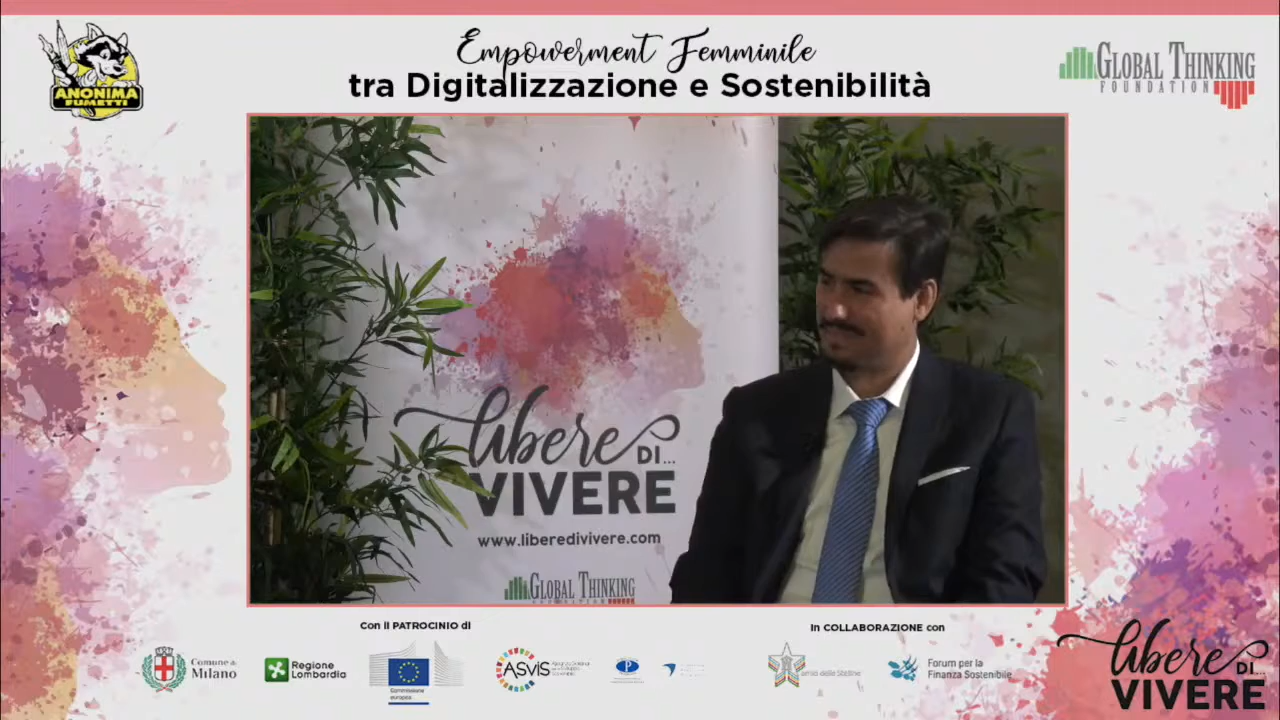 Empowerment Femminile
tra Digitalizzazione e Sostenibilità
ANONIMA
FUMETTI
GLOBAL THINKING
FOUNDATION
libere DI...
VIVERE
www.liberedivivere.com
GLOBAL THINKING
Con il PATROCINIO di
In COLLABORAZIONE con
Comune di
Milano
Regione
Lombardia
Commissione
europea
ASviS
Forum per la
Finanza Sostenibile
libere DI...
VIVERE